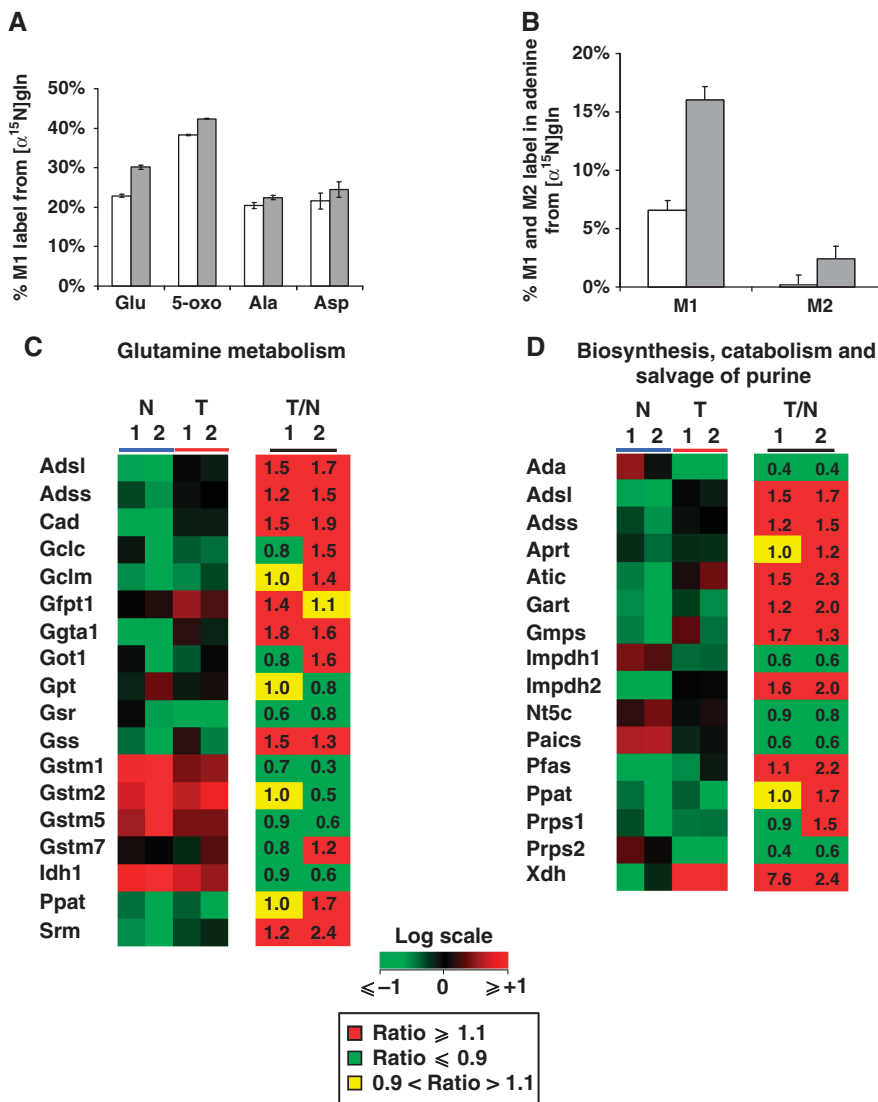 A
% M1 label from [α15N]gln
50%
40%
30%
20%
10%
0%
Glu 5-oxo Ala Asp
B
% M1 and M2 label in adenine
from [α15N]gln
20%
15%
10%
5%
0%
M1 M2
C Glutamine metabolism
N T T/N
1 2 1 2 1 2
Adsl 1.5 1.7
Adss 1.2 1.5
Cad 1.5 1.9
Gclc 0.8 1.5
Gclm 1.0 1.4
Gfpt1 1.4 1.1
Ggta1 1.8 1.6
Got1 0.8 1.6
Gpt 1.0 0.8
Gsr 0.6 0.8
Gss 1.5 1.3
Gstm1 0.7 0.3
Gstm2 1.0 0.5
Gstm5 0.9 0.6
Gstm7 0.8 1.2
Idh1 0.9 0.6
Ppat 1.0 1.7
Srm 1.2 2.4
D Biosynthesis, catabolism and
salvage of purine
N T T/N
1 2 1 2 1 2
Ada 0.4 0.4
Adsl 1.5 1.7
Adss 1.2 1.5
Aprt 1.0 1.2
Atic 1.5 2.3
Gart 1.2 2.0
Gmps 1.7 1.3
Impdh1 0.6 0.6
Impdh2 1.6 2.0
Nt5c 0.9 0.8
Paics 0.6 0.6
Pfas 1.1 2.2
Ppat 1.0 1.7
Prps1 0.9 1.5
Prps2 0.4 0.6
Xdh 7.6 2.4
Log scale
⩽−1 0 ⩾+1
Ratio ⩾ 1.1
Ratio ⩽ 0.9
0.9 < Ratio > 1.1